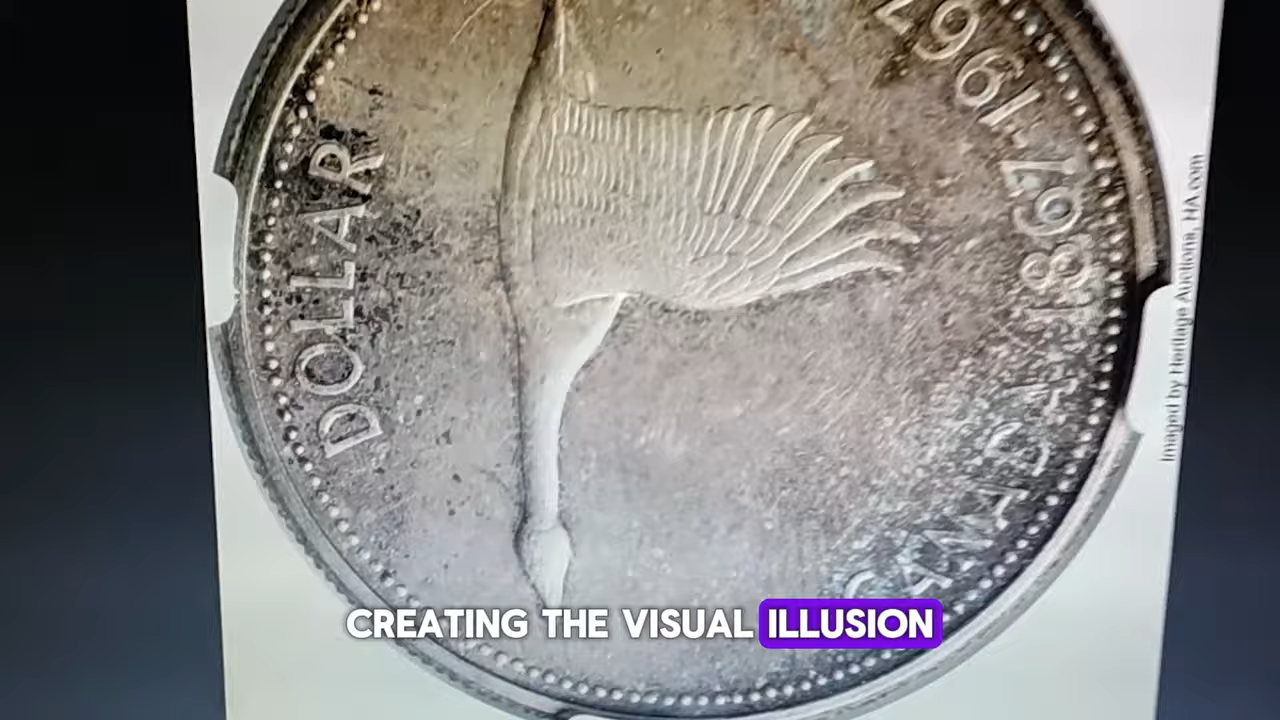 DOLLAR
CANADA 1867-1967
Imaged by Heritage Auctions, HA.com
CREATING THE VISUAL ILLUSION